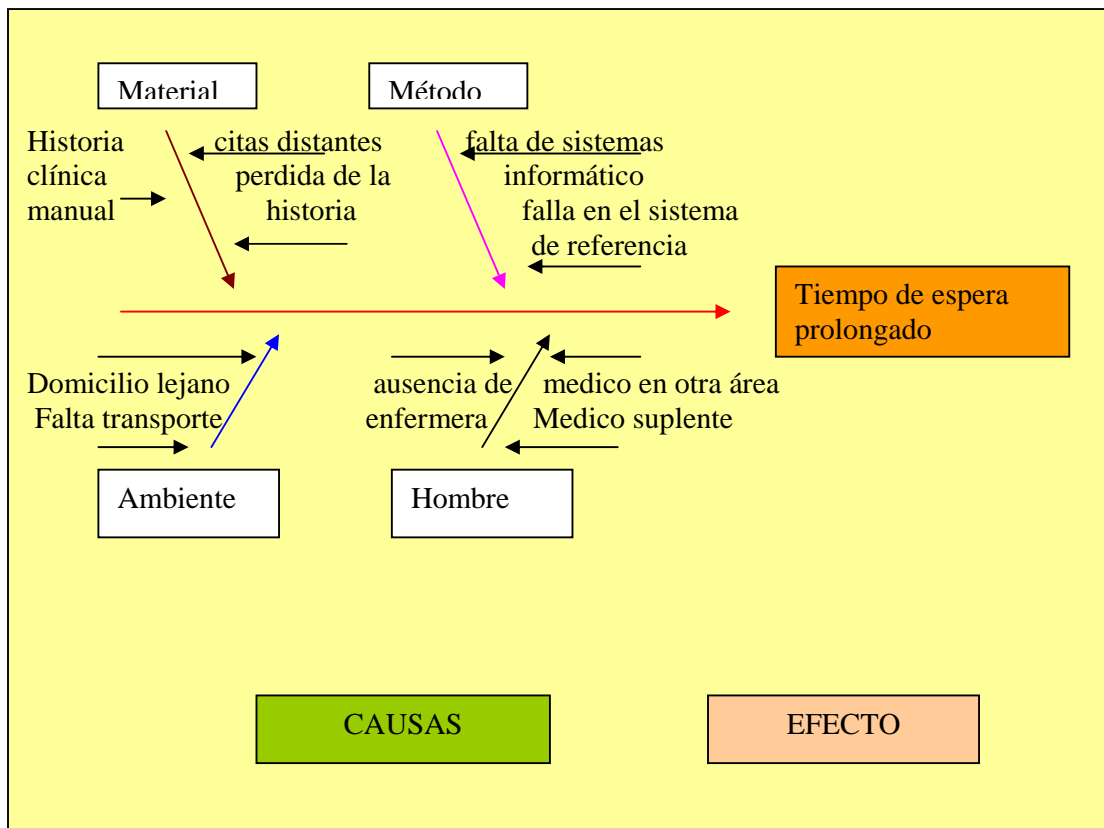 Material
Método
Historia
clínica
manual
citas distantes
perdida de la
historia
falta de sistemas
informático
falla en el sistema
de referencia
Tiempo de espera
prolongado
Domicilio lejano
Falta transporte
ausencia de
enfermera
medico en otra área
Medico suplente
Ambiente
Hombre
CAUSAS
EFECTO